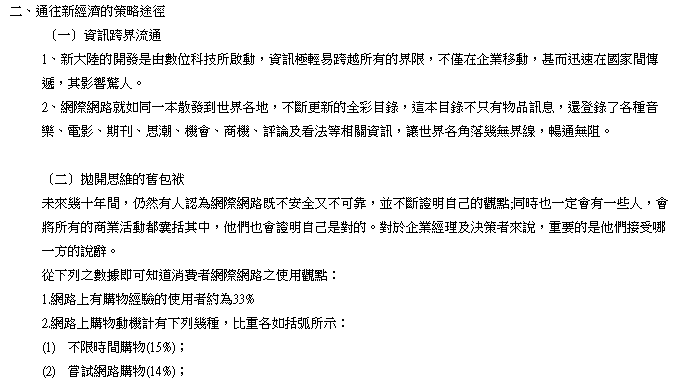 二、通往新經濟的策略途徑
（一）資訊跨界流通
1、新大陸的開發是由數位科技所啟動，資訊極輕易跨越所有的界限，不僅在企業移動，甚而迅速在國家間傳
遞，其影響驚人。
2、網際網路就如同一本散發到世界各地，不斷更新的全彩目錄，這本目錄不只有物品訊息，還登錄了各種音
樂、電影、期刊、思潮、機會、商機、評論及看法等相關資訊，讓世界各角落幾無界線，暢通無阻。
（二）拋開思維的舊包袱
未來幾十年間，仍然有人認為網際網路既不安全又不可靠，並不斷證明自己的觀點;同時也一定會有一些人，會
將所有的商業活動都囊括其中，他們也會證明自己是對的。對於企業經理及決策者來說，重要的是他們接受哪
一方的說辭。
從下列之數據即可知道消費者網際網路之使用觀點：
1.網路上有購物經驗的使用者約為33%
2.網路上購物動機計有下列幾種，比重各如括弧所示：
(1) 不限時間購物(15%)；
(2) 嘗試網路購物(14%)；